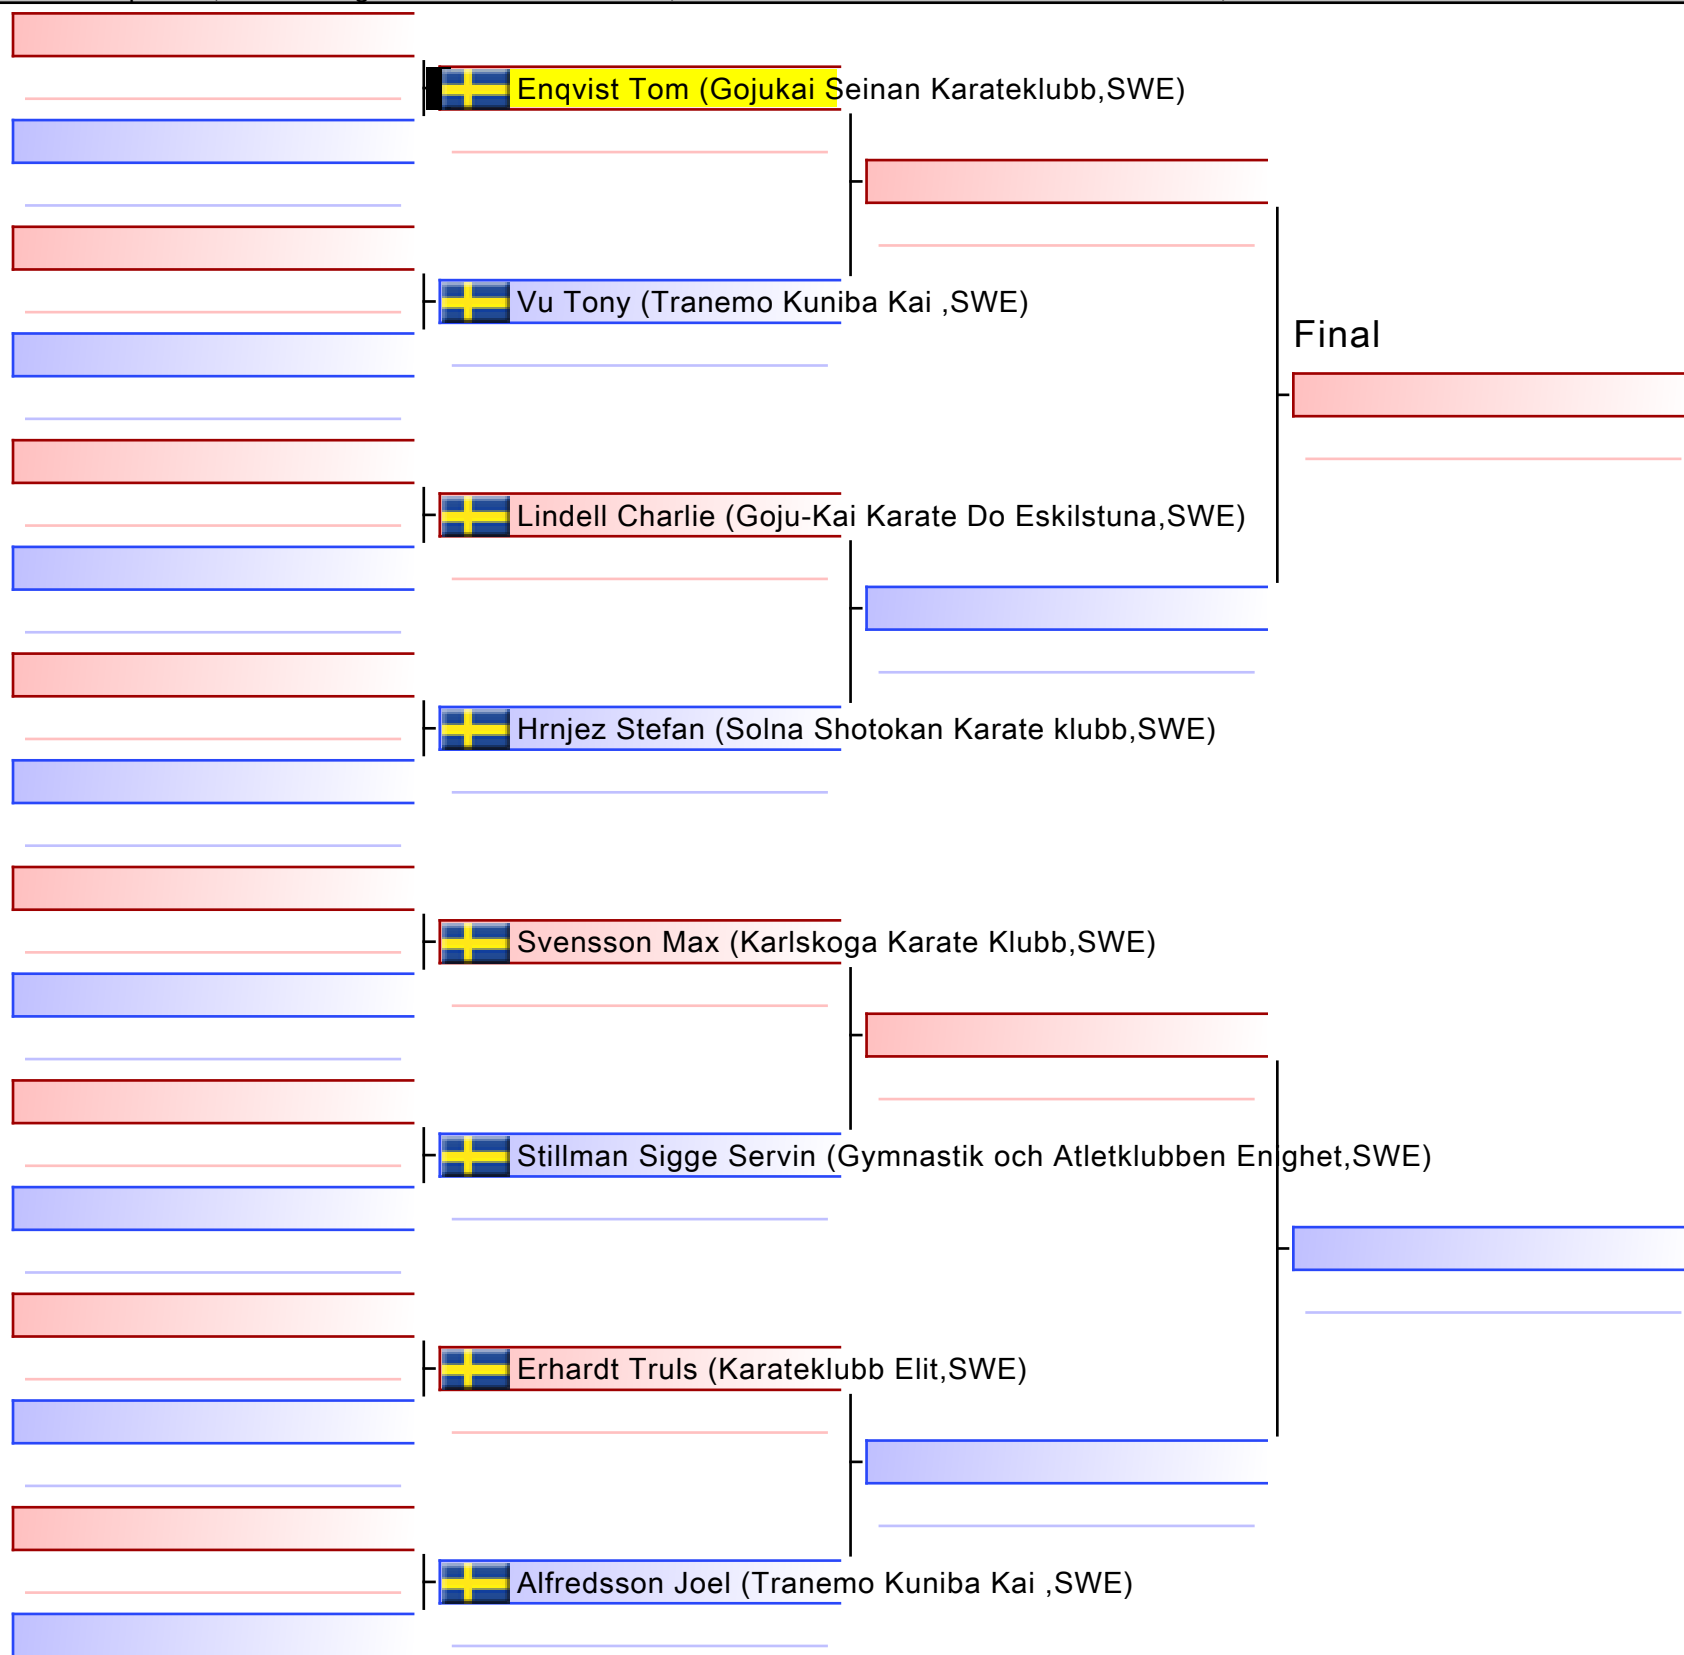 Enqvist Tom (Gojukai Seinan Karateklubb,SWE)
Vu Tony (Tranemo Kuniba Kai ,SWE)
Final
Lindell Charlie (Goju-Kai Karate Do Eskilstuna,SWE)
Hrnjez Stefan (Solna Shotokan Karate klubb,SWE)
Svensson Max (Karlskoga Karate Klubb,SWE)
Stillman Sigge Servin (Gymnastik och Atletklubben Enighet,SWE)
Erhardt Truls (Karateklubb Elit,SWE)
Alfredsson Joel (Tranemo Kuniba Kai ,SWE)